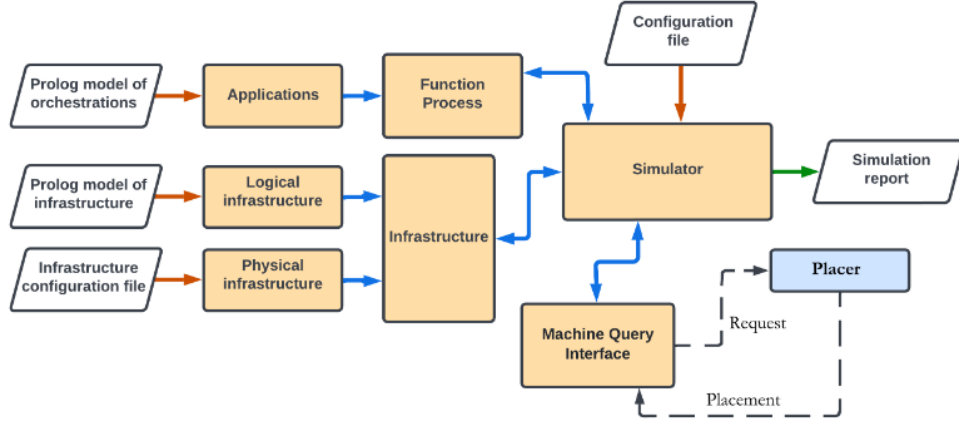 Configuration
file
Prolog model of
orchestrations
Applications
Function
Process
Simulator
Simulation
report
Prolog model of
infrastructure
Logical
infrastructure
Infrastructure
Infrastructure
configuration file
Physical
infrastructure
Placer
Request
Machine Query
Interface
Placement